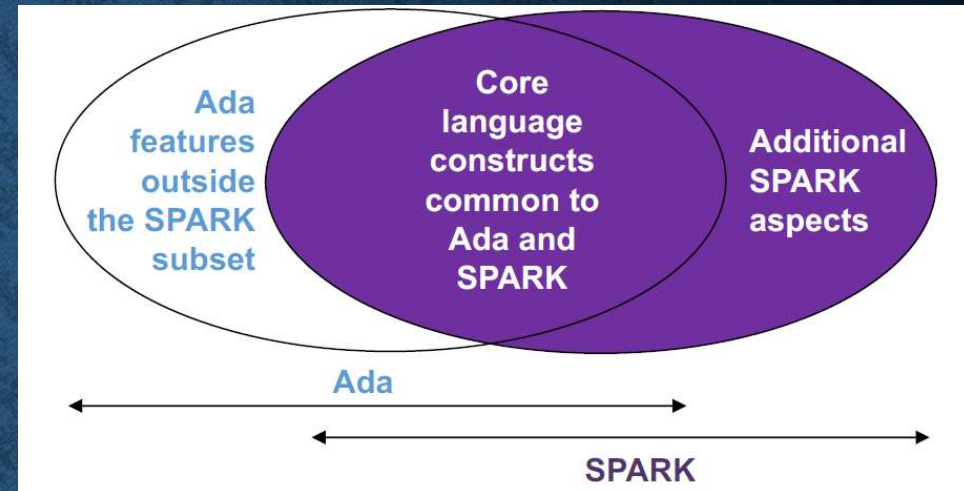 Ada
features
outside
the SPARK
subset
Core
language
constructs
common to
Ada and
SPARK
Additional
SPARK
aspects
Ada
SPARK